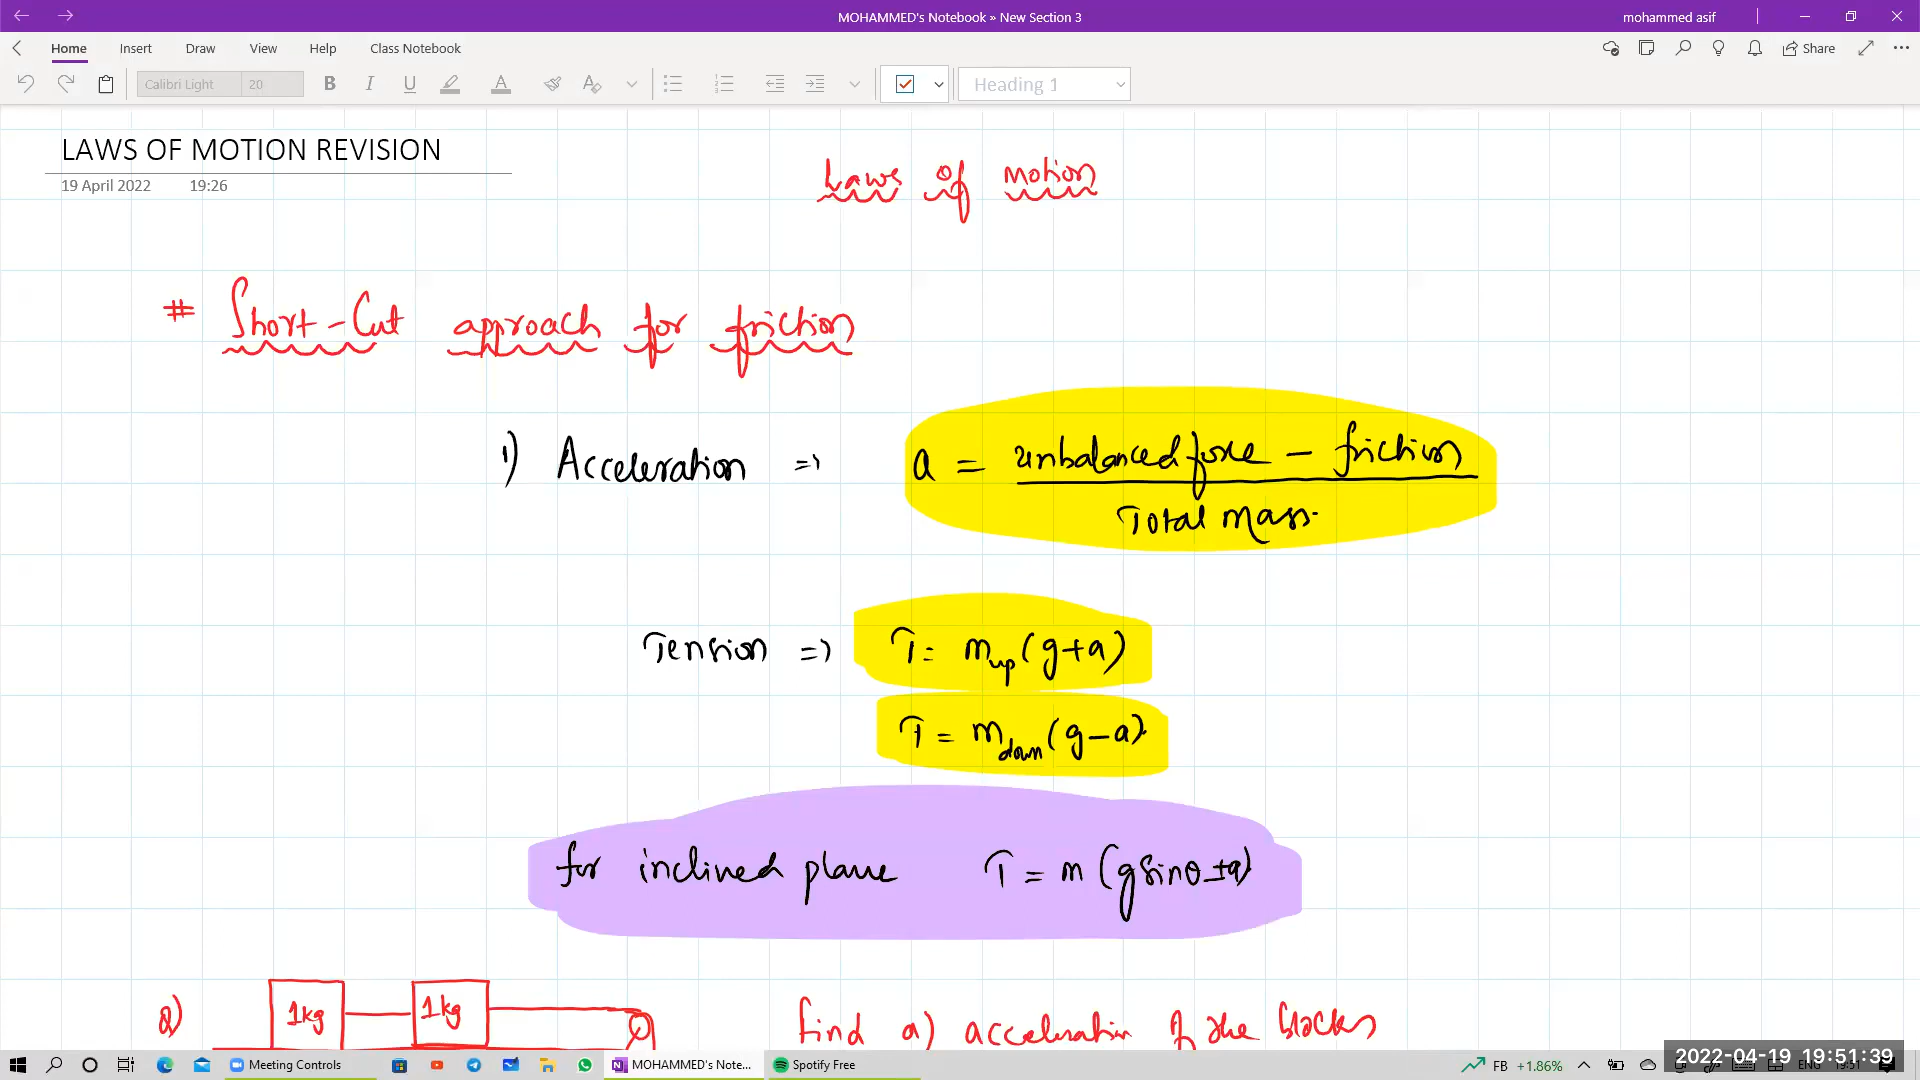 MOHAMMED's Notebook » New Section 3
mohammed asif
Home Insert Draw View Help Class Notebook
Share
Calibri Light 20 B I U A Heading 1
LAWS OF MOTION REVISION
19 April 2022 19:26
Laws of motion
# Short-Cut approach for friction
1) Acceleration => a = unbalanced force - friction
Total mass
Tension => T = m up (g+a)
T = m down (g-a)
for inclined plane T = m (g sinθ ± a)
Q) 1kg 1kg find a) acceleration of the blocks
Meeting Controls MOHAMMED's Note... Spotify Free FB +1.86% ENG
2022-04-19 19:51:39